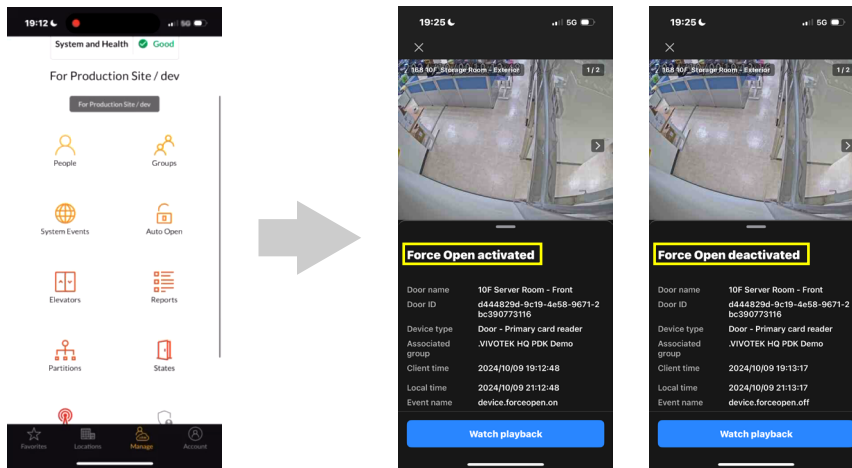 19:12
5G
System and Health Good
For Production Site / dev
For Production Site / dev
People
Groups
System Events
Auto Open
Elevators
Reports
Partitions
States
Favorites
Locations
Manage
Account
19:25
5G
168 10F_Storage Room - Exterior
1 / 2
Force Open activated
Door name 10F Server Room - Front
Door ID d444829d-9c19-4e58-9671-2
bc390773116
Device type Door - Primary card reader
Associated .VIVOTEK HQ PDK Demo
group
Client time 2024/10/09 19:12:48
Local time 2024/10/09 21:12:48
Event name device.forceopen.on
Watch playback
19:25
5G
168 10F_Storage Room - Exterior
1 / 2
Force Open deactivated
Door name 10F Server Room - Front
Door ID d444829d-9c19-4e58-9671-2
bc390773116
Device type Door - Primary card reader
Associated .VIVOTEK HQ PDK Demo
group
Client time 2024/10/09 19:13:17
Local time 2024/10/09 21:13:17
Event name device.forceopen.off
Watch playback